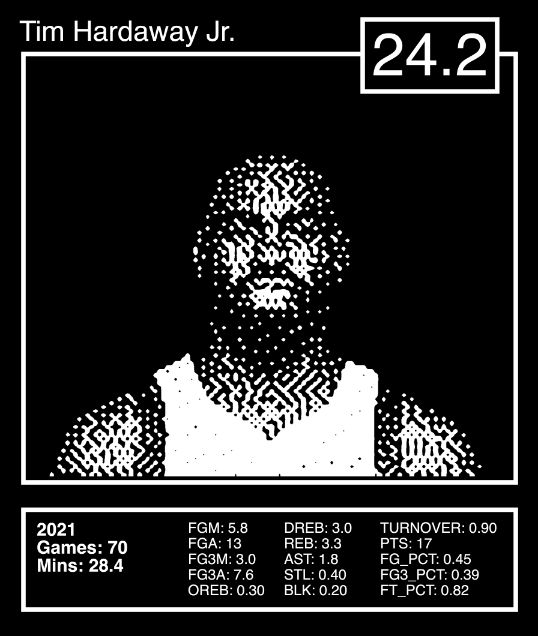 Tim Hardaway Jr.
24.2
2021
Games: 70
Mins: 28.4
FGM: 5.8
FGA: 13
FG3M: 3.0
FG3A: 7.6
OREB: 0.30
DREB: 3.0
REB: 3.3
AST: 1.8
STL: 0.40
BLK: 0.20
TURNOVER: 0.90
PTS: 17
FG_PCT: 0.45
FG3_PCT: 0.39
FT_PCT: 0.82